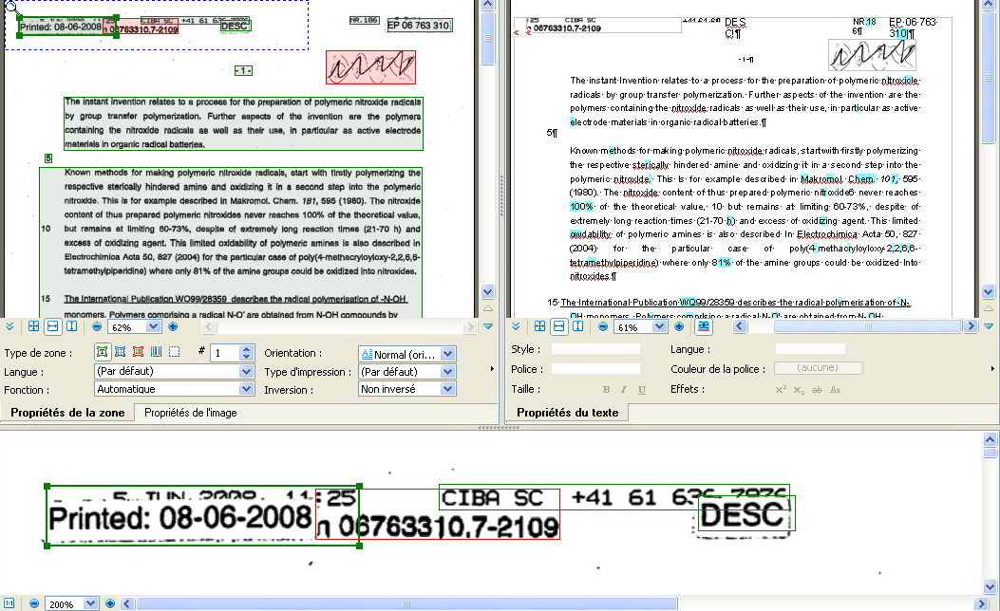 Printed: 08-06-2008
25 CIBA SC +41 61 636 7976
NR.186
n 06763310.7-2109
DESC
EP 06 763 310
- 1 -
The instant invention relates to a process for the preparation of polymeric nitroxide radicals
by group transfer polymerization. Further aspects of the invention are the polymers
containing the nitroxide radicals as well as their use, in particular as active electrode
materials in organic radical batteries.
5
Known methods for making polymeric nitroxide radicals, start with firstly polymerizing the
respective sterically hindered amine and oxidizing it in a second step into the polymeric
nitroxide. This is for example described in Makromol. Chem. 181, 595 (1980). The nitroxide
content of thus prepared polymeric nitroxides never reaches 100% of the theoretical value,
10 but remains at limiting 60-73%, despite of extremely long reaction times (21-70 h) and
excess of oxidizing agent. This limited oxidability of polymeric amines is also described in
Electrochimica Acta 50, 827 (2004) for the particular case of poly(4-methacryloyloxy-2,2,6,6-
tetramethylpiperidine) where only 81% of the amine groups could be oxidized Into nitroxides.
15 The International Publication WO99/28359 describes the radical polymerisation of -N-OH
monomers. Polymers comprising a radical N-O• are obtained from N-OH compounds by
62%
Type de zone : # 1 Orientation : Normal (ori...
Langue : (Par défaut) Type d'impression : (Par défaut)
Fonction : Automatique Inversion : Non inversé
Propriétés de la zone Propriétés de l'image
25 CIBA SC +41 61 6
Printed: 08-06-2008
n 06763310.7-2109
DES
C!¶
NR:18
6¶
EP·06·763·
310¶
-1-¶
The instant Invention relates to a process for the preparation of polymeric nitroxicle
radicals by group transfer polymerization. Further aspects of the invention are the
polymers containing the nitroxIde radicals as well as their use, in particular as active
electrode materials in organic radical batteries.¶
5¶
Known methods for making polymeric nitroxide radicals, start with firstly polymerizing
the respective sterically hindered amine and oxidizing it in a second step into the
polymeric nitroxide. This Is for example described in Makromol. Chem. 101, 595
(1980). The nitroxide content of thus prepared polymeric nitroxide6 never reaches
100% of the theoretical value, 10 but remains at limiting 60-73%, despite of
extremely long reaction times (21-70 h) and excess of oxidizing agent. This limited
oxidability of polymeric amines is also described In Electrochimica Acta 50, 827
(2004) for the particular case of poly(4-methacryloyloxy-2,2,6,6-
tetramethylpiperidine) where only 81% of the amine groups could be oxidized Into
nitroxides.¶
15 The International Publication WQ99/28359 describes the radical polymerisation of -N-
OH monomers. Polymers comprising a radical N-O• are obtained from N-OH
61%
Style : Langue :
Police : Couleur de la police : (aucune)
Taille : B I U Effets : X² X₂ ab Aa
Propriétés du texte
5. JUN. 2008. 11:25 CIBA SC +41 61 636 7976
Printed: 08-06-2008 n 06763310.7-2109 DESC
1:1 200%